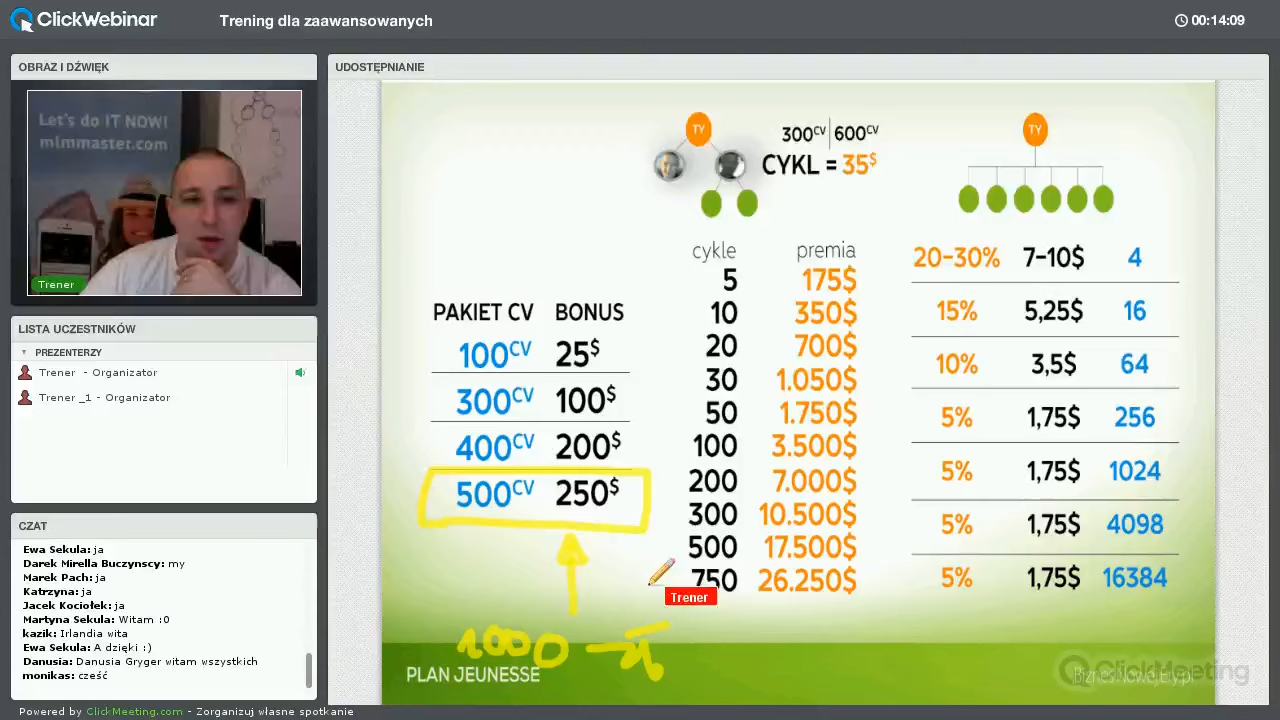 ClickWebinar
Trening dla zaawansowanych
00:14:09
OBRAZ I DŹWIĘK
Let's do IT NOW!
mlmmaster.com
Trener
LISTA UCZESTNIKÓW
PREZENTERZY
Trener - Organizator
Trener _1 - Organizator
CZAT
Ewa Sekula: ja
Darek Mirella Buczynscy: my
Marek Pach: ja
Katrzyna: ja
Jacek Kociołek: ja
Martyna Sekula: Witam :0
kazik: Irlandia wita
Ewa Sekula: A dzięki :)
Danusia: Danusia Gryger witam wszystkich
monikas: cześć
UDOSTĘPNIANIE
PAKIET CV BONUS
100CV 25$
300CV 100$
400CV 200$
500CV 250$
1000 zł
PLAN JEUNESSE
TY
300CV 600CV
CYKL = 35$
cykle premia
5 175$
10 350$
20 700$
30 1.050$
50 1.750$
100 3.500$
200 7.000$
300 10.500$
500 17.500$
750 26.250$
Trener
TY
20-30% 7-10$ 4
15% 5,25$ 16
10% 3,5$ 64
5% 1,75$ 256
5% 1,75$ 1024
5% 1,75$ 4098
5% 1,75$ 16384
ClickMeeting
Powered by ClickMeeting.com - Zorganizuj własne spotkanie